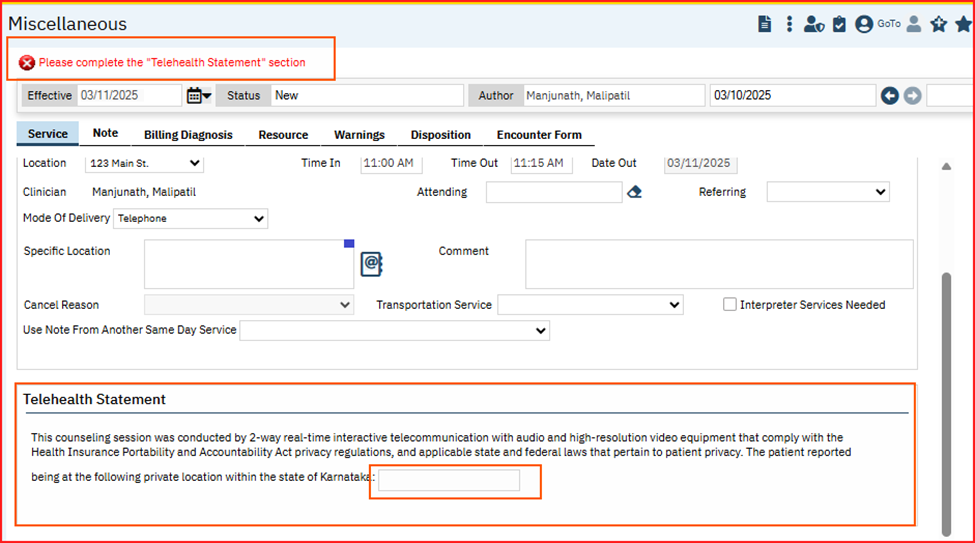 Miscellaneous
GoTo
Please complete the "Telehealth Statement" section
Effective 03/11/2025 Status New Author Manjunath, Malipatil 03/10/2025
Service Note Billing Diagnosis Resource Warnings Disposition Encounter Form
Location 123 Main St. Time In 11:00 AM Time Out 11:15 AM Date Out 03/11/2025
Clinician Manjunath, Malipatil Attending Referring
Mode Of Delivery Telephone
Specific Location Comment
Cancel Reason Transportation Service Interpreter Services Needed
Use Note From Another Same Day Service
Telehealth Statement
This counseling session was conducted by 2-way real-time interactive telecommunication with audio and high-resolution video equipment that comply with the
Health Insurance Portability and Accountability Act privacy regulations, and applicable state and federal laws that pertain to patient privacy. The patient reported
being at the following private location within the state of Karnataka: